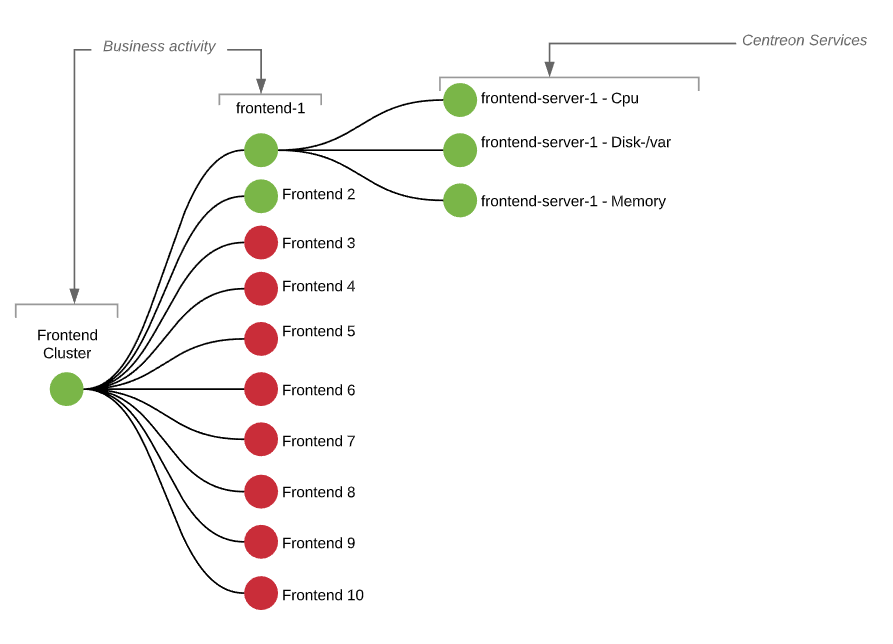 Business activity
Centreon Services
frontend-1
frontend-server-1 - Cpu
frontend-server-1 - Disk-/var
frontend-server-1 - Memory
Frontend 2
Frontend 3
Frontend 4
Frontend 5
Frontend
Cluster
Frontend 6
Frontend 7
Frontend 8
Frontend 9
Frontend 10